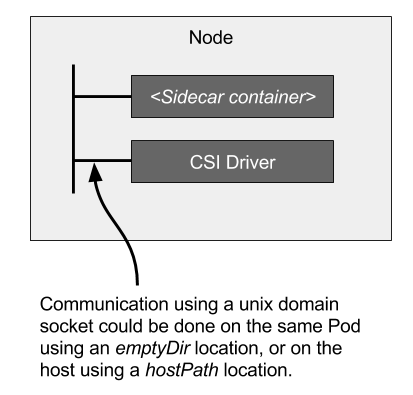 Node
<Sidecar container>
CSI Driver
Communication using a unix domain
socket could be done on the same Pod
using an emptyDir location, or on the
host using a hostPath location.